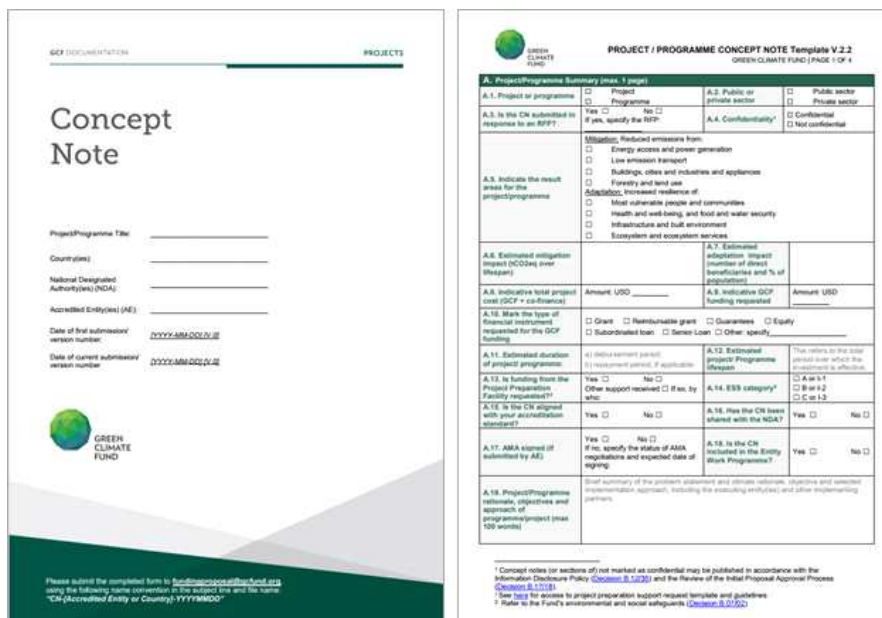 GCF DOCUMENTATION
PROJECTS
Concept
Note
Project/Programme Title:
Country(ies):
National Designated
Authority(ies) (NDA):
Accredited Entity(ies) (AE):
Date of first submission/
version number:
[YYYY-MM-DD] [V.0]
Date of current submission/
version number
[YYYY-MM-DD] [V.0]
GREEN
CLIMATE
FUND
Please submit the completed form to fundingproposal@gcfund.org,
using the following name convention in the subject line and file name:
"CN-[Accredited Entity or Country]-YYYYMMDD"
GREEN
CLIMATE
FUND
PROJECT / PROGRAMME CONCEPT NOTE Template V.2.2
GREEN CLIMATE FUND | PAGE 1 OF 4
A. Project/Programme Summary (max. 1 page)
A.1. Project or programme
☐ Project
☐ Programme
A.2. Public or
private sector
☐ Public sector
☐ Private sector
A.3. Is the CN submitted in
response to an RFP?
Yes ☐ No ☐
If yes, specify the RFP:
A.4. Confidentiality¹
☐ Confidential
☐ Not confidential
A.5. Indicate the result
areas for the
project/programme
Mitigation: Reduced emissions from:
☐ Energy access and power generation
☐ Low emission transport
☐ Buildings, cities and industries and appliances
☐ Forestry and land use
Adaptation: Increased resilience of:
☐ Most vulnerable people and communities
☐ Health and well-being, and food and water security
☐ Infrastructure and built environment
☐ Ecosystem and ecosystem services
A.6. Estimated mitigation
impact (tCO2eq over
lifespan)
A.7. Estimated
adaptation impact
(number of direct
beneficiaries and % of
population)
A.8. Indicative total project
cost (GCF + co-finance)
Amount: USD
A.9. Indicative GCF
funding requested
Amount: USD
A.10. Mark the type of
financial instrument
requested for the GCF
funding
☐ Grant ☐ Reimbursable grant ☐ Guarantees ☐ Equity
☐ Subordinated loan ☐ Senior Loan ☐ Other: specify
A.11. Estimated duration
of project/ programme:
a) disbursement period:
b) repayment period, if applicable:
A.12. Estimated
project/ Programme
lifespan
This refers to the total
period over which the
investment is effective.
A.13. Is funding from the
Project Preparation
Facility requested?²
Yes ☐ No ☐
Other support received ☐ If so, by
who:
A.14. ESS category³
☐ A or I-1
☐ B or I-2
☐ C or I-3
A.15. Is the CN aligned
with your accreditation
standard?
Yes ☐ No ☐
A.16. Has the CN been
shared with the NDA?
Yes ☐ No ☐
A.17. AMA signed (if
submitted by AE)
Yes ☐ No ☐
If no, specify the status of AMA
negotiations and expected date of
signing:
A.18. Is the CN
included in the Entity
Work Programme?
Yes ☐ No ☐
A.19. Project/Programme
rationale, objectives and
approach of
programme/project (max
100 words)
Brief summary of the problem statement and climate rationale, objective and selected
implementation approach, including the executing entity(ies) and other implementing
partners.
¹ Concept notes (or sections of) not marked as confidential may be published in accordance with the
Information Disclosure Policy (Decision B.12/35) and the Review of the Initial Proposal Approval Process
(Decision B.17/18).
² See here for access to project preparation support request template and guidelines
³ Refer to the Fund's environmental and social safeguards (Decision B.07/02)